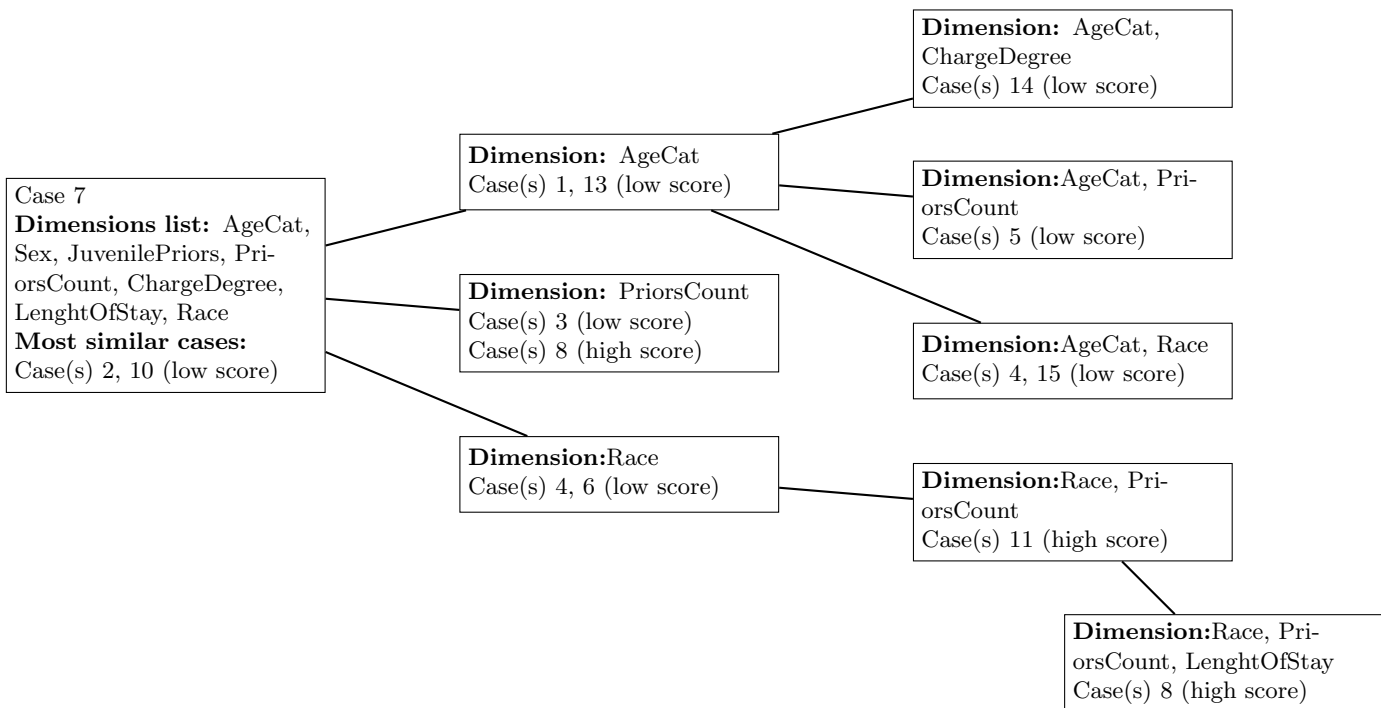 Case 7
Dimensions list: AgeCat,
Sex, JuvenilePriors, Pri-
orsCount, ChargeDegree,
LenghtOfStay, Race
Most similar cases:
Case(s) 2, 10 (low score)
Dimension: AgeCat
Case(s) 1, 13 (low score)
Dimension: PriorsCount
Case(s) 3 (low score)
Case(s) 8 (high score)
Dimension:Race
Case(s) 4, 6 (low score)
Dimension: AgeCat,
ChargeDegree
Case(s) 14 (low score)
Dimension:AgeCat, Pri-
orsCount
Case(s) 5 (low score)
Dimension:AgeCat, Race
Case(s) 4, 15 (low score)
Dimension:Race, Pri-
orsCount
Case(s) 11 (high score)
Dimension:Race, Pri-
orsCount, LenghtOfStay
Case(s) 8 (high score)